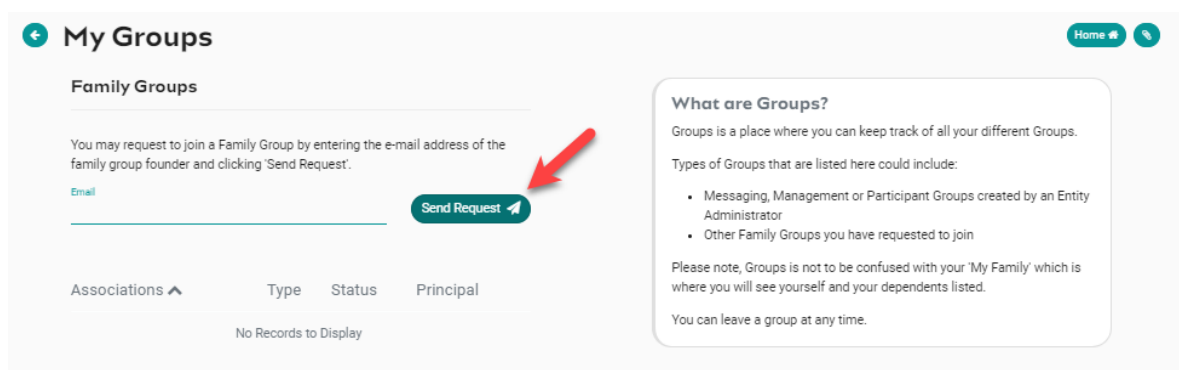 My Groups
Home
Family Groups
You may request to join a Family Group by entering the e-mail address of the
family group founder and clicking 'Send Request'.
Email
Send Request
Associations Type Status Principal
No Records to Display
What are Groups?
Groups is a place where you can keep track of all your different Groups.
Types of Groups that are listed here could include:
• Messaging, Management or Participant Groups created by an Entity
Administrator
• Other Family Groups you have requested to join
Please note, Groups is not to be confused with your 'My Family' which is
where you will see yourself and your dependents listed.
You can leave a group at any time.